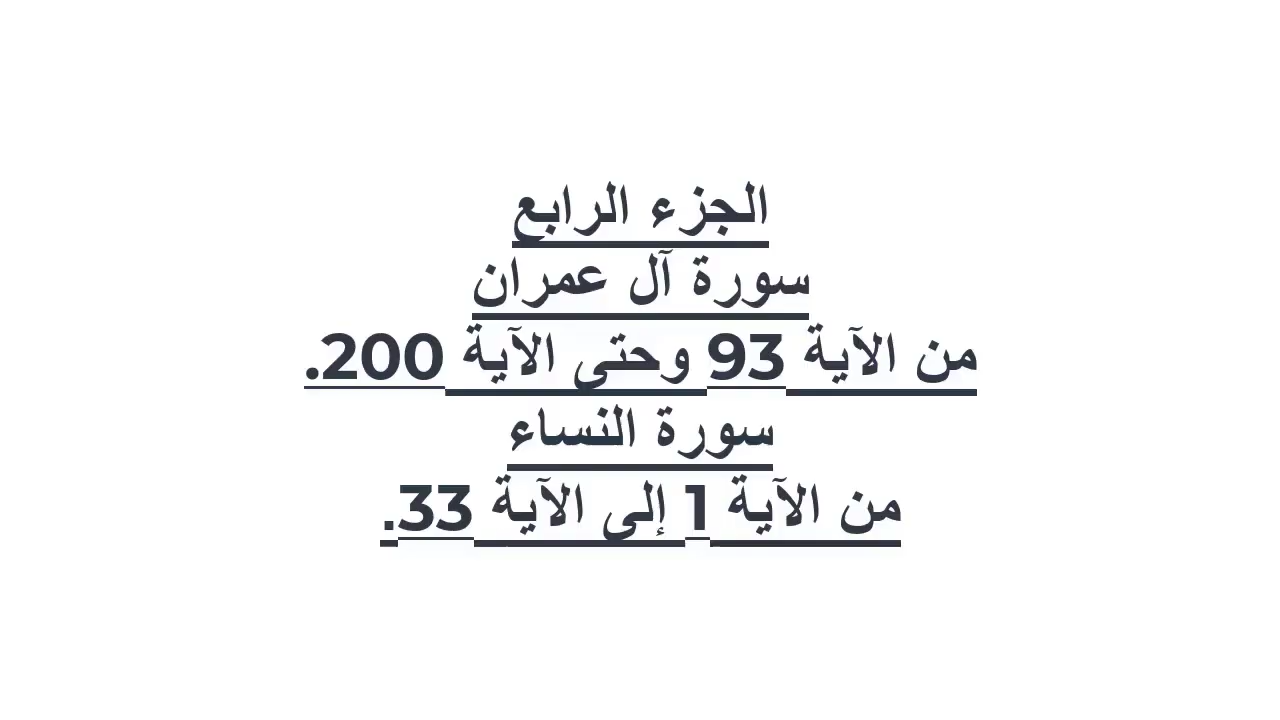 الجزء الرابع
سورة آل عمران
من الآية 93 وحتى الآية 200.
سورة النساء
من الآية 1 إلى الآية 33.